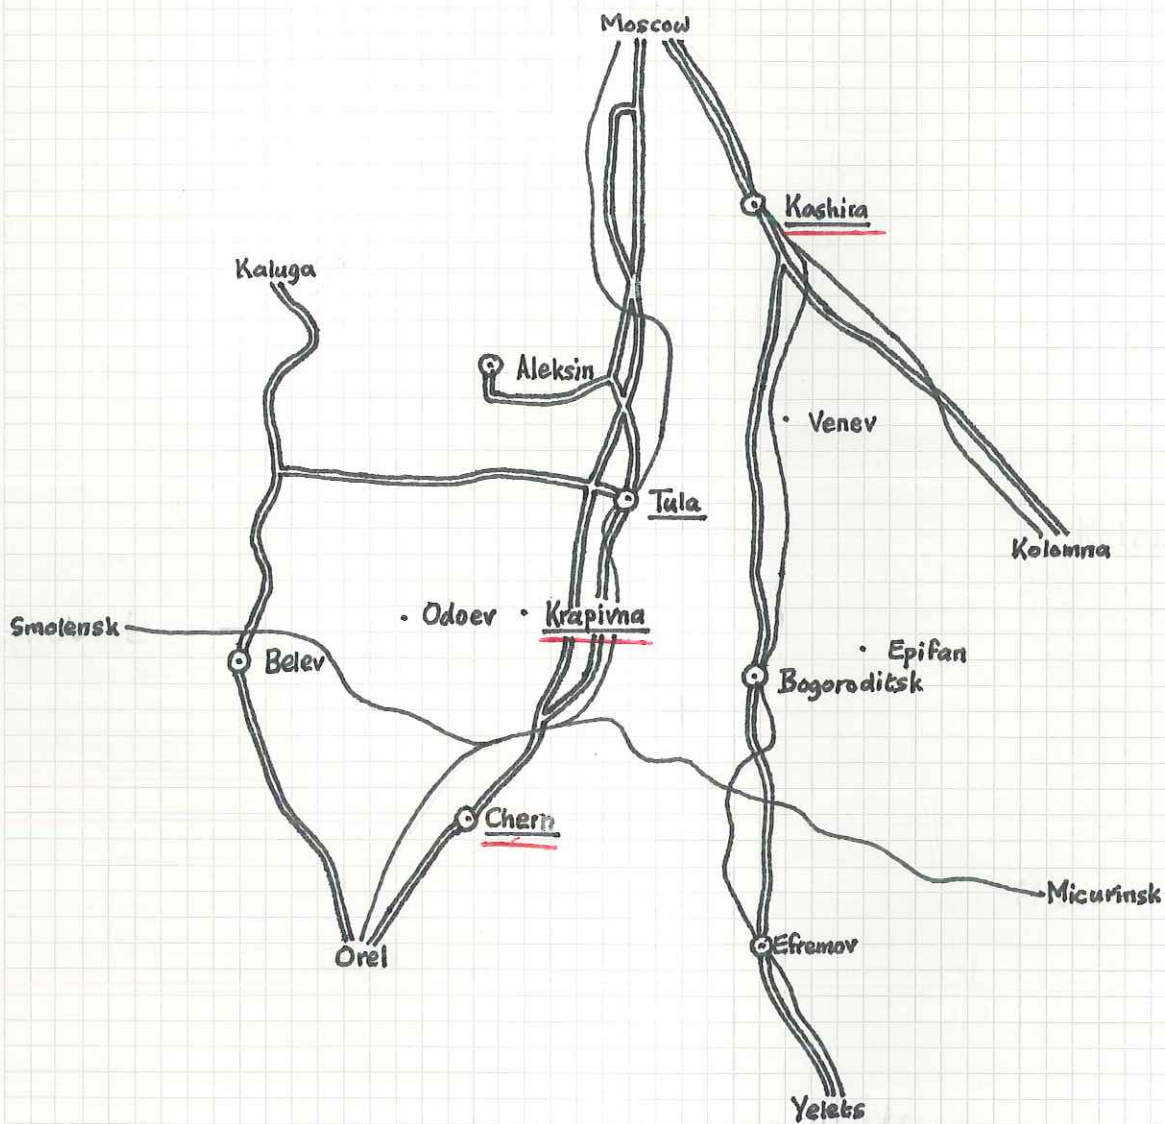 Moscow
Kashira
Kaluga
Aleksin
Venev
Tula
Kolomna
Smolensk
Odoev
Krapivna
Belev
Epifan
Bogoroditsk
Chern
Micurinsk
Efremov
Orel
Yelets